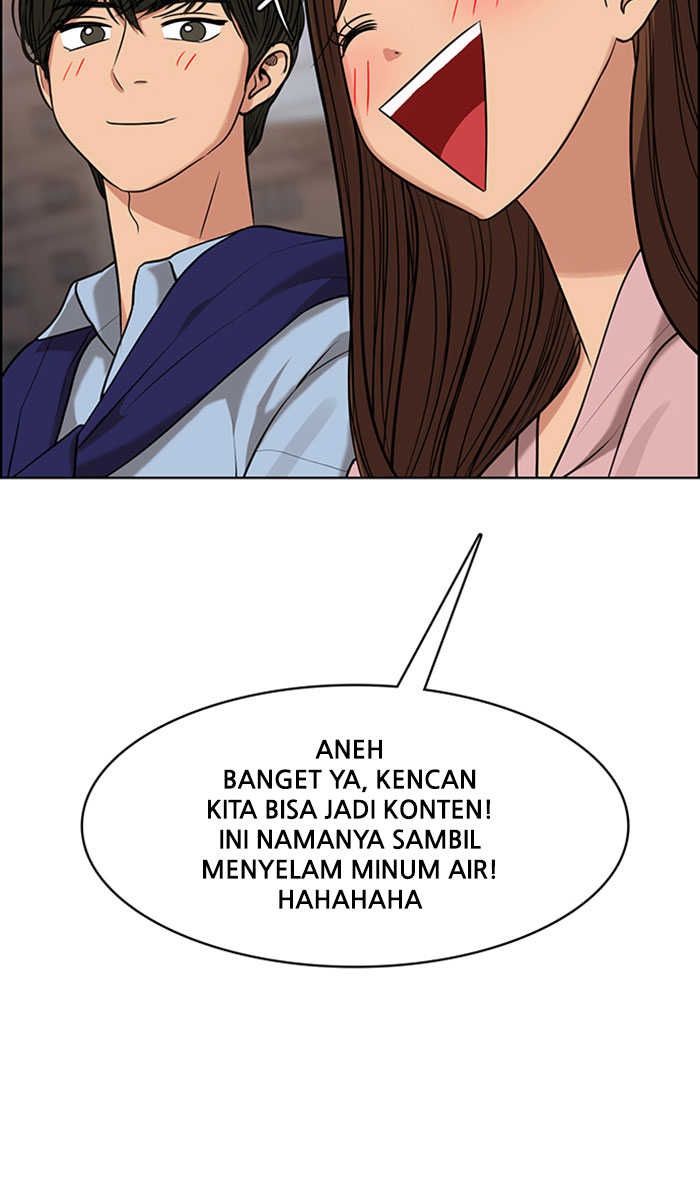 ANEH
BANGET YA, KENCAN
KITA BISA JADI KONTEN!
INI NAMANYA SAMBIL
MENYELAM MINUM AIR!
HAHAHAHA